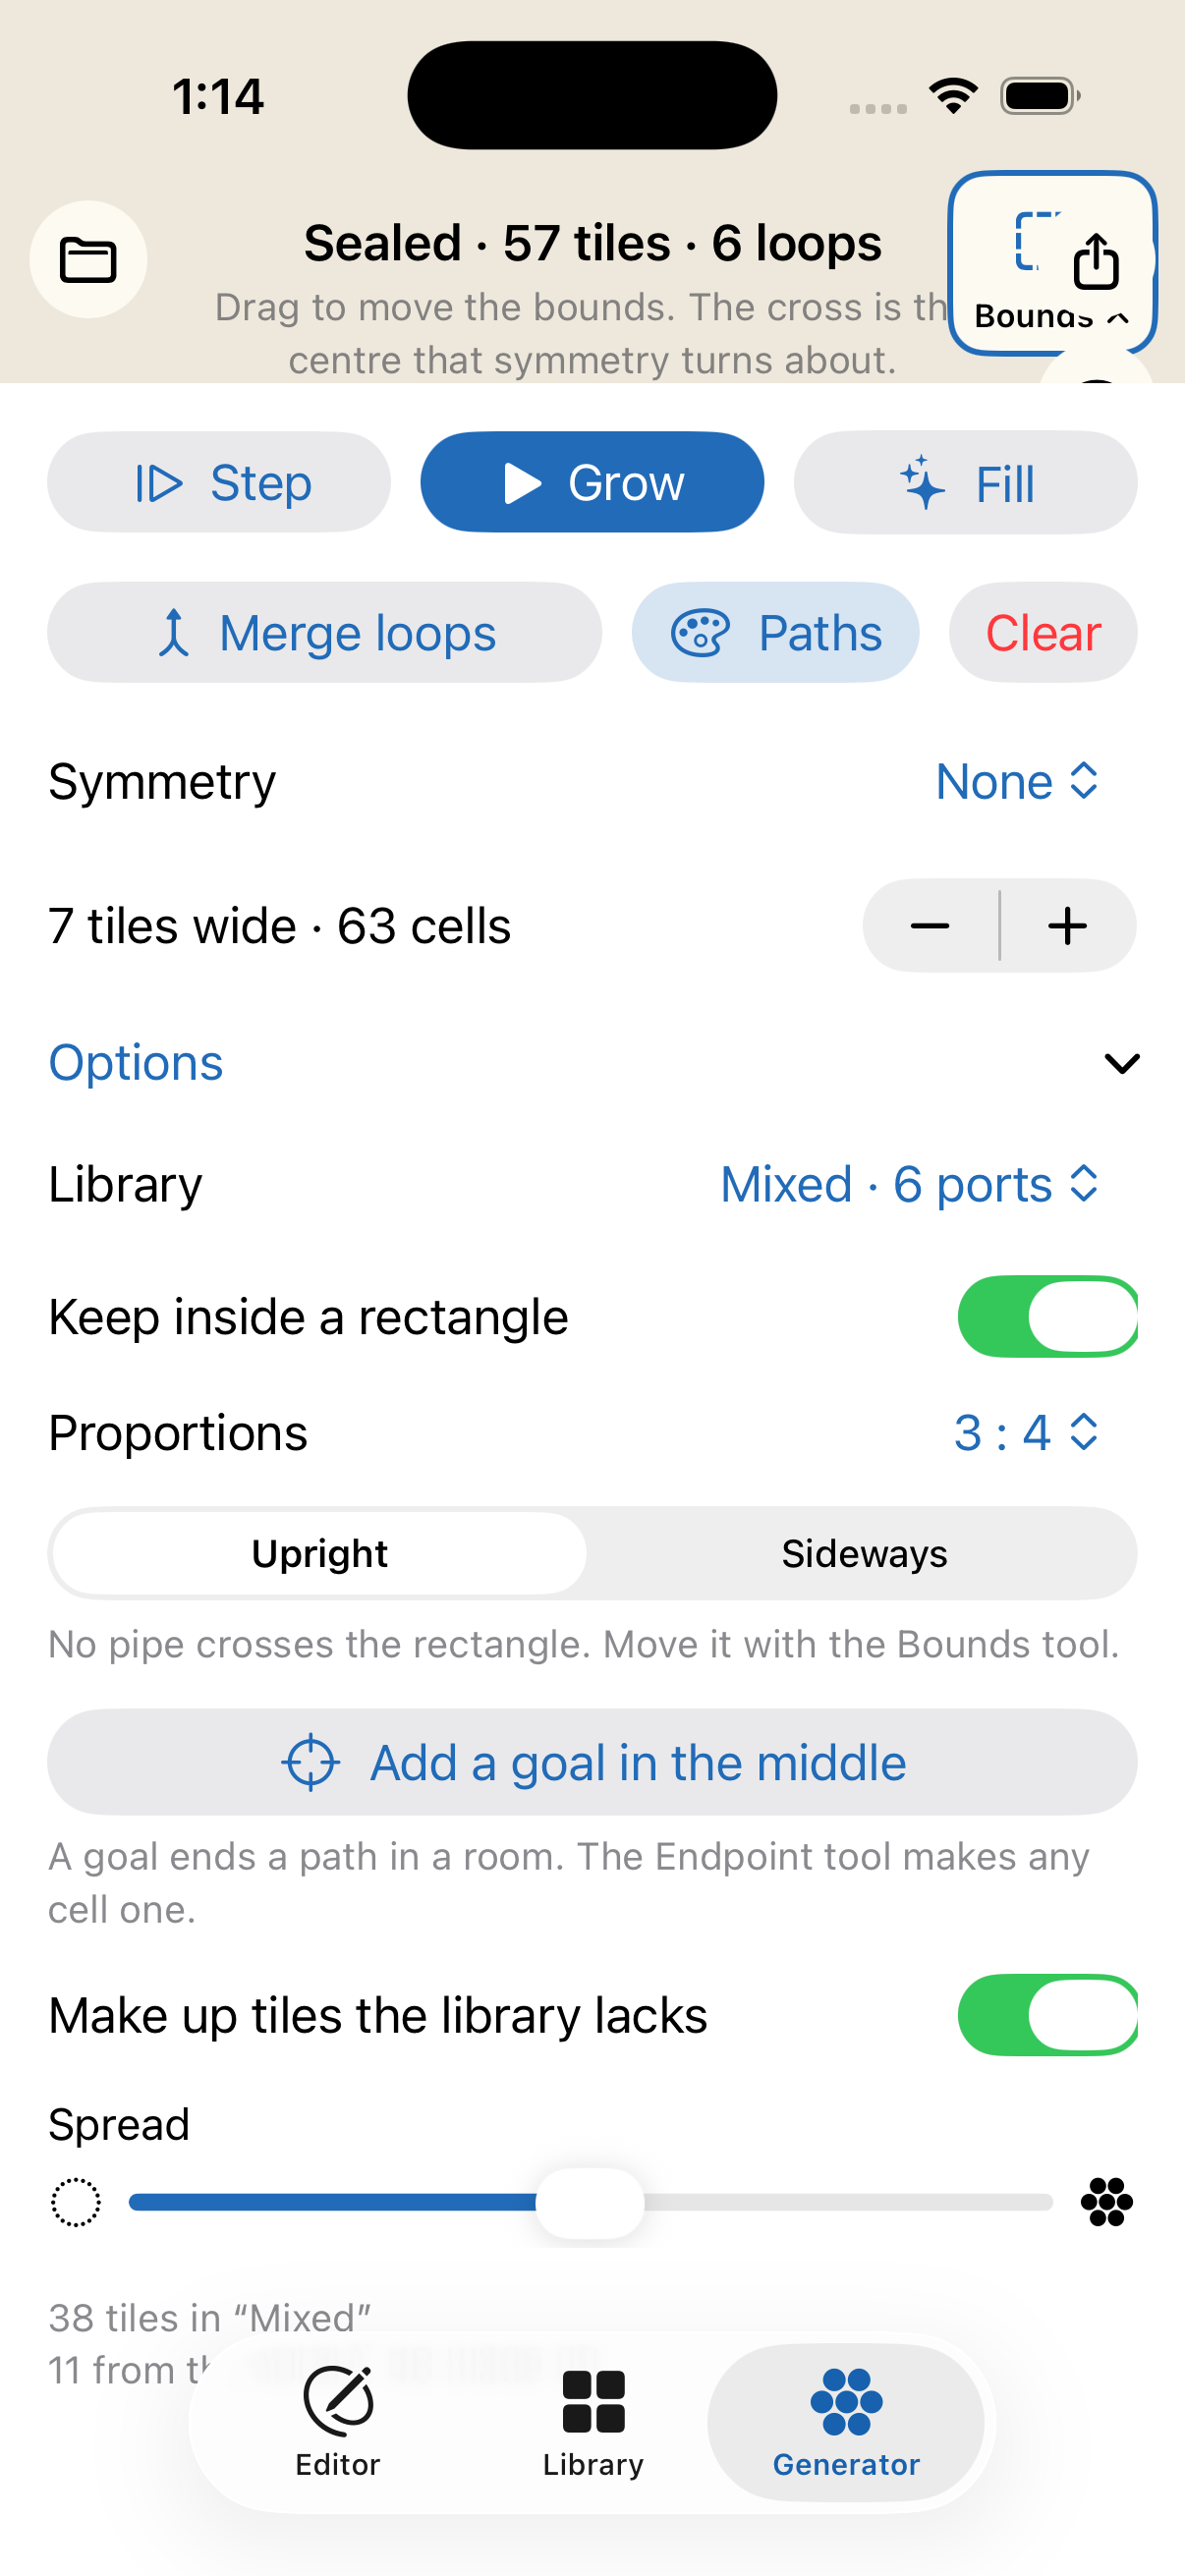 1:14
Sealed · 57 tiles · 6 loops
Drag to move the bounds. The cross is th
centre that symmetry turns about.
Bounds
Step
Grow
Fill
Merge loops
Paths
Clear
Symmetry
None
7 tiles wide · 63 cells
Options
Library
Mixed · 6 ports
Keep inside a rectangle
Proportions
3 : 4
Upright
Sideways
No pipe crosses the rectangle. Move it with the Bounds tool.
Add a goal in the middle
A goal ends a path in a room. The Endpoint tool makes any
cell one.
Make up tiles the library lacks
Spread
38 tiles in “Mixed”
11 from
Editor
Library
Generator